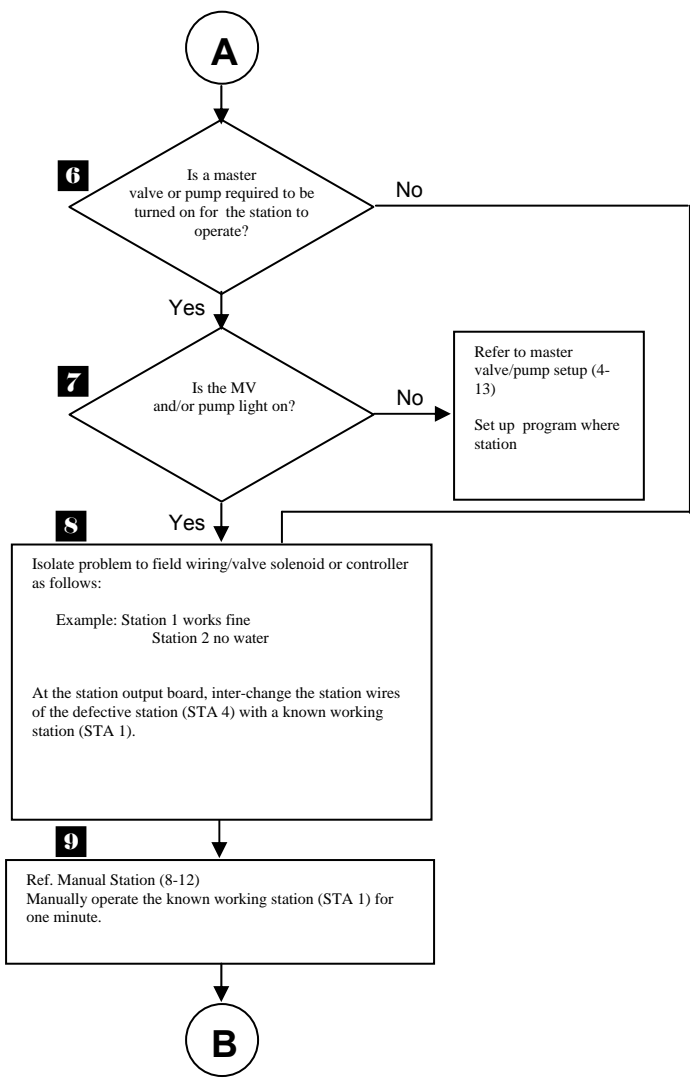 A
6
Is a master
valve or pump required to be
turned on for the station to
operate?
No
Yes
7
Is the MV
and/or pump light on?
No
Refer to master
valve/pump setup (4-
13)
Set up program where
station
Yes
8
Isolate problem to field wiring/valve solenoid or controller
as follows:
Example: Station 1 works fine
Station 2 no water
At the station output board, inter-change the station wires
of the defective station (STA 4) with a known working
station (STA 1).
9
Ref. Manual Station (8-12)
Manually operate the known working station (STA 1) for
one minute.
B